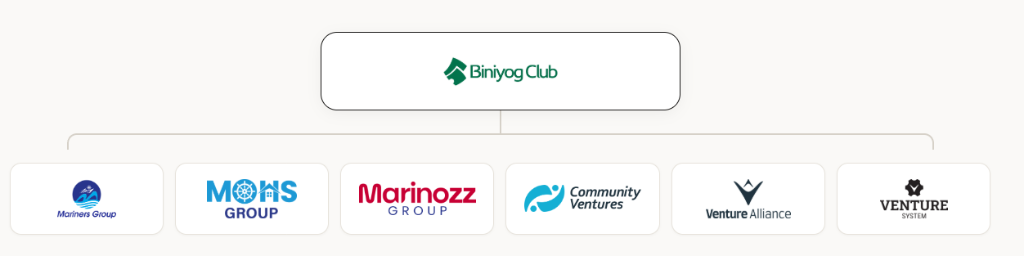 Biniyog Club
Mariners Group
MOHS
GROUP
Marinozz
GROUP
Community
Ventures
Venture Alliance
VENTURE
SYSTEM